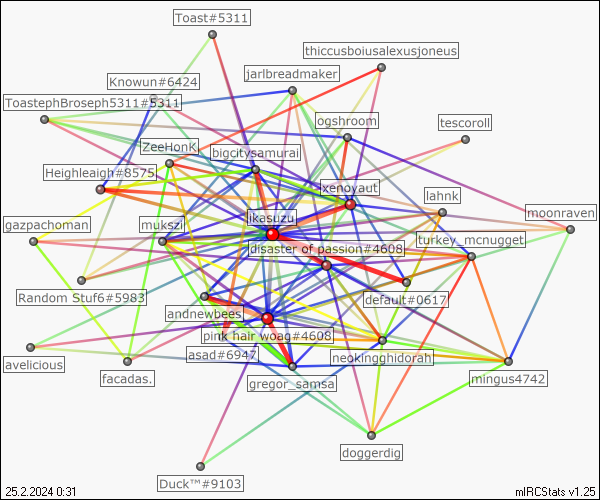 Toast#5311
thiccusboiusalexusjoneus
jarlbreadmaker
Knowun#6424
ToastephBroseph5311#5311
ogshroom
tescoroll
ZeeHonK
bigcitysamurai
Heighleaigh#8575
xenoyaut
lahnk
moonraven
jikasuzu
gazpachoman
mukszi
disaster of passion#4608
turkey_mcnugget
Random Stuf6#5983
default#0617
andnewbees
pink hair woag#4608
asad#6947
neokingghidorah
avelicious
facadas.
gregor_samsa
mingus4742
doggerdig
Duck™#9103
25.2.2024 0:31
mIRCStats v1.25